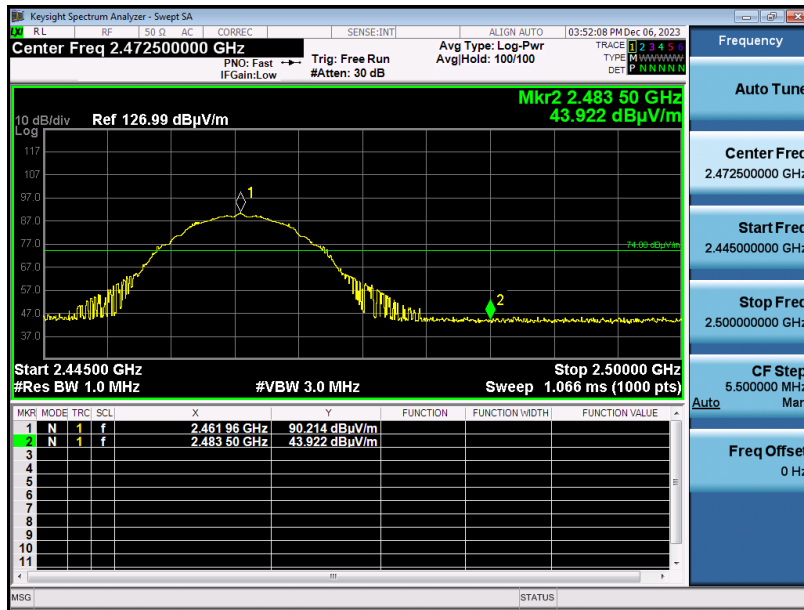 Keysight Spectrum Analyzer - Swept SA
LXI RL RF 50 Ω AC CORREC SENSE:INT ALIGN AUTO 03:52:08 PM Dec 06, 2023
Center Freq 2.472500000 GHz
PNO: Fast
IFGain:Low
Trig: Free Run
#Atten: 30 dB
Avg Type: Log-Pwr
Avg|Hold: 100/100
TRACE 1 2 3 4 5 6
TYPE M WWWWW
DET P N N N N N
Mkr2 2.483 50 GHz
43.922 dBµV/m
10 dB/div Ref 126.99 dBµV/m
Log
117
107
97.0
87.0
77.0
67.0
57.0
47.0
37.0
1
74.00 dBµV/m
2
Start 2.44500 GHz Stop 2.50000 GHz
#Res BW 1.0 MHz #VBW 3.0 MHz Sweep 1.066 ms (1000 pts)
MKR MODE TRC SCL X Y FUNCTION FUNCTION WIDTH FUNCTION VALUE
1 N 1 f 2.461 96 GHz 90.214 dBµV/m
2 N 1 f 2.483 50 GHz 43.922 dBµV/m
3
4
5
6
7
8
9
10
11
MSG STATUS
Frequency
Auto Tune
Center Freq
2.472500000 GHz
Start Freq
2.445000000 GHz
Stop Freq
2.500000000 GHz
CF Step
5.500000 MHz
Auto Man
Freq Offset
0 Hz